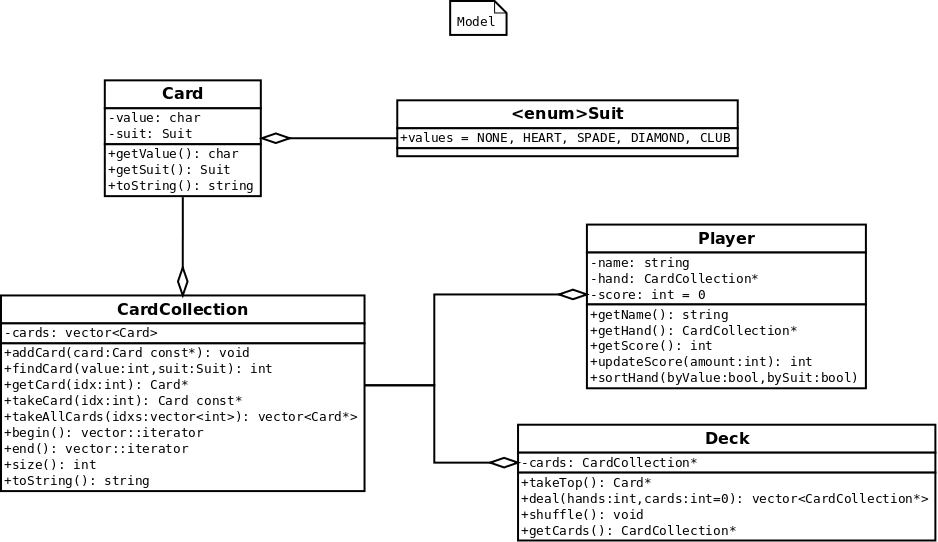 Model
Card
-value: char
-suit: Suit
+getValue(): char
+getSuit(): Suit
+toString(): string
<enum>Suit
+values = NONE, HEART, SPADE, DIAMOND, CLUB
Player
-name: string
-hand: CardCollection*
-score: int = 0
+getName(): string
+getHand(): CardCollection*
+getScore(): int
+updateScore(amount:int): int
+sortHand(byValue:bool,bySuit:bool)
CardCollection
-cards: vector<Card>
+addCard(card:Card const*): void
+findCard(value:int,suit:Suit): int
+getCard(idx:int): Card*
+takeCard(idx:int): Card const*
+takeAllCards(idxs:vector<int>): vector<Card*>
+begin(): vector::iterator
+end(): vector::iterator
+size(): int
+toString(): string
Deck
-cards: CardCollection*
+takeTop(): Card*
+deal(hands:int,cards:int=0): vector<CardCollection*>
+shuffle(): void
+getCards(): CardCollection*